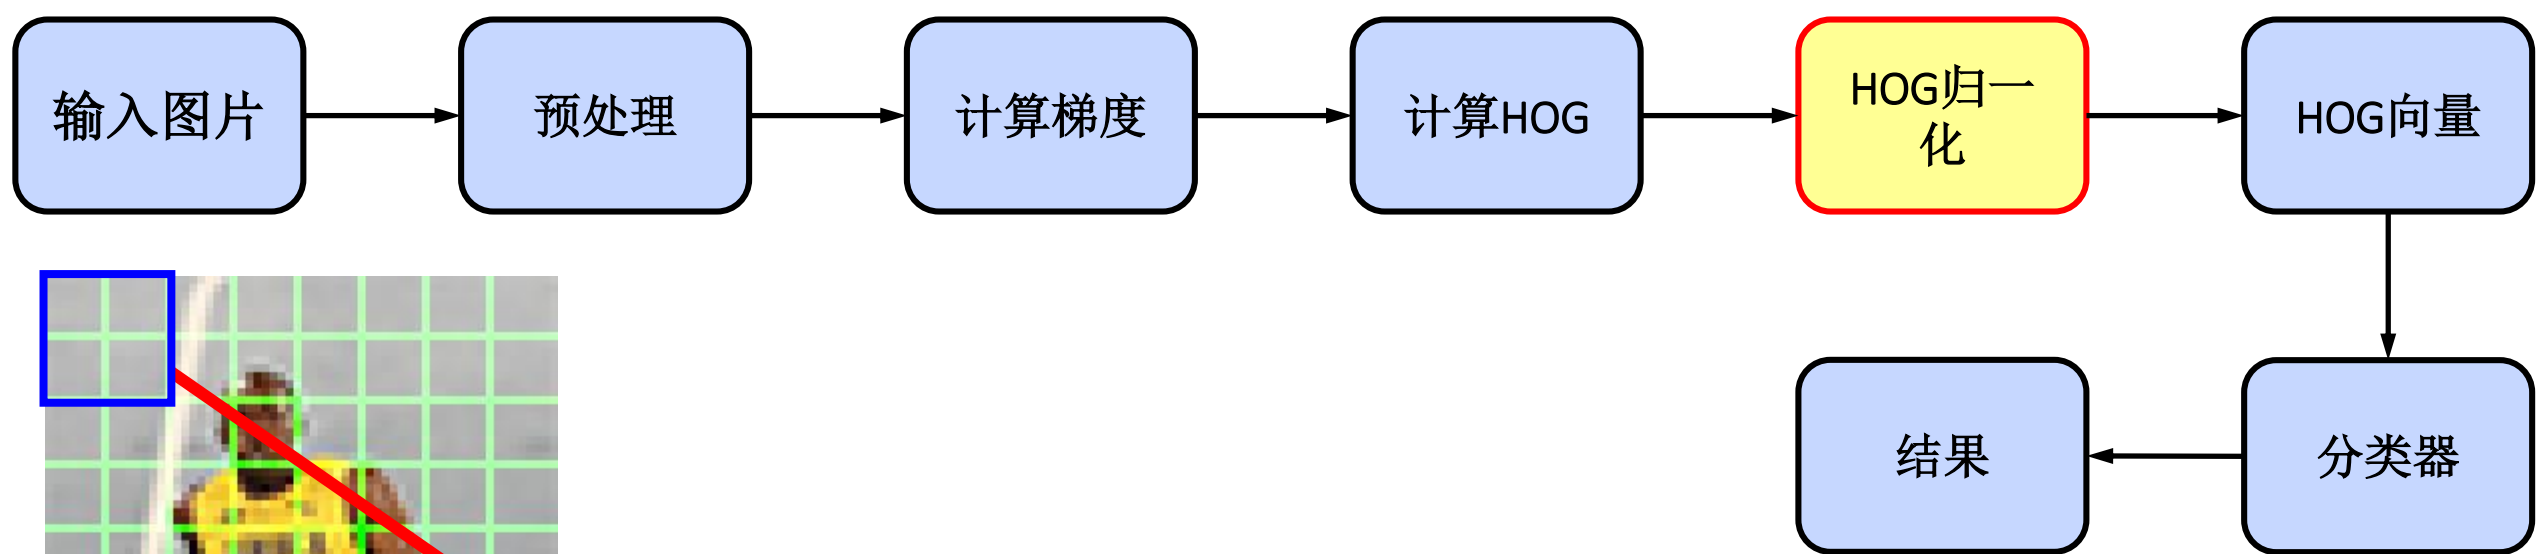 输入图片
预处理
计算梯度
计算HOG
HOG归一
化
HOG向量
结果
分类器